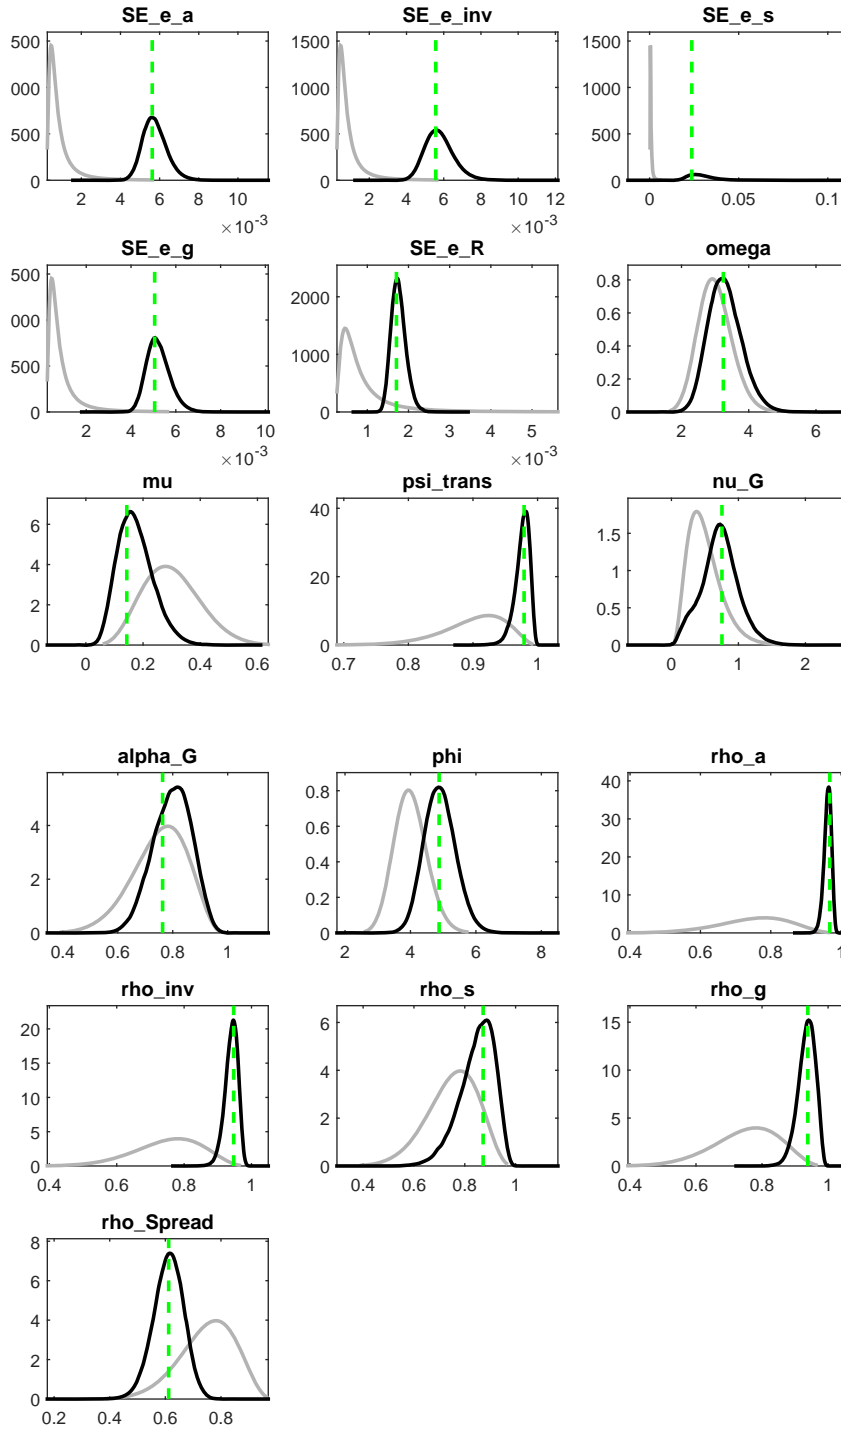 SE_e_a SE_e_inv SE_e_s
500 1500 1500
000 1000 1000
500 500 500
0 0 0
2 4 6 8 10 2 4 6 8 10 12 0 0.05 0.1
×10-3 ×10-3
SE_e_g SE_e_R omega
500 2000 0.8
000 0.6
1000 0.4
500 0.2
0 0 0
2 4 6 8 10 1 2 3 4 5 2 4 6
×10-3 ×10-3
mu psi_trans nu_G
6 40 1.5
4 1
2 20 0.5
0 0 0
0 0.2 0.4 0.6 0.7 0.8 0.9 1 0 1 2
alpha_G phi rho_a
4 0.8 40
0.6 30
2 0.4 20
0.2 10
0 0 0
0.4 0.6 0.8 1 2 4 6 8 0.4 0.6 0.8 1
rho_inv rho_s rho_g
20 6 15
15 4 10
10 2 5
5
0 0 0
0.4 0.6 0.8 1 0.4 0.6 0.8 1 0.4 0.6 0.8 1
rho_Spread
8
6
4
2
0
0.2 0.4 0.6 0.8